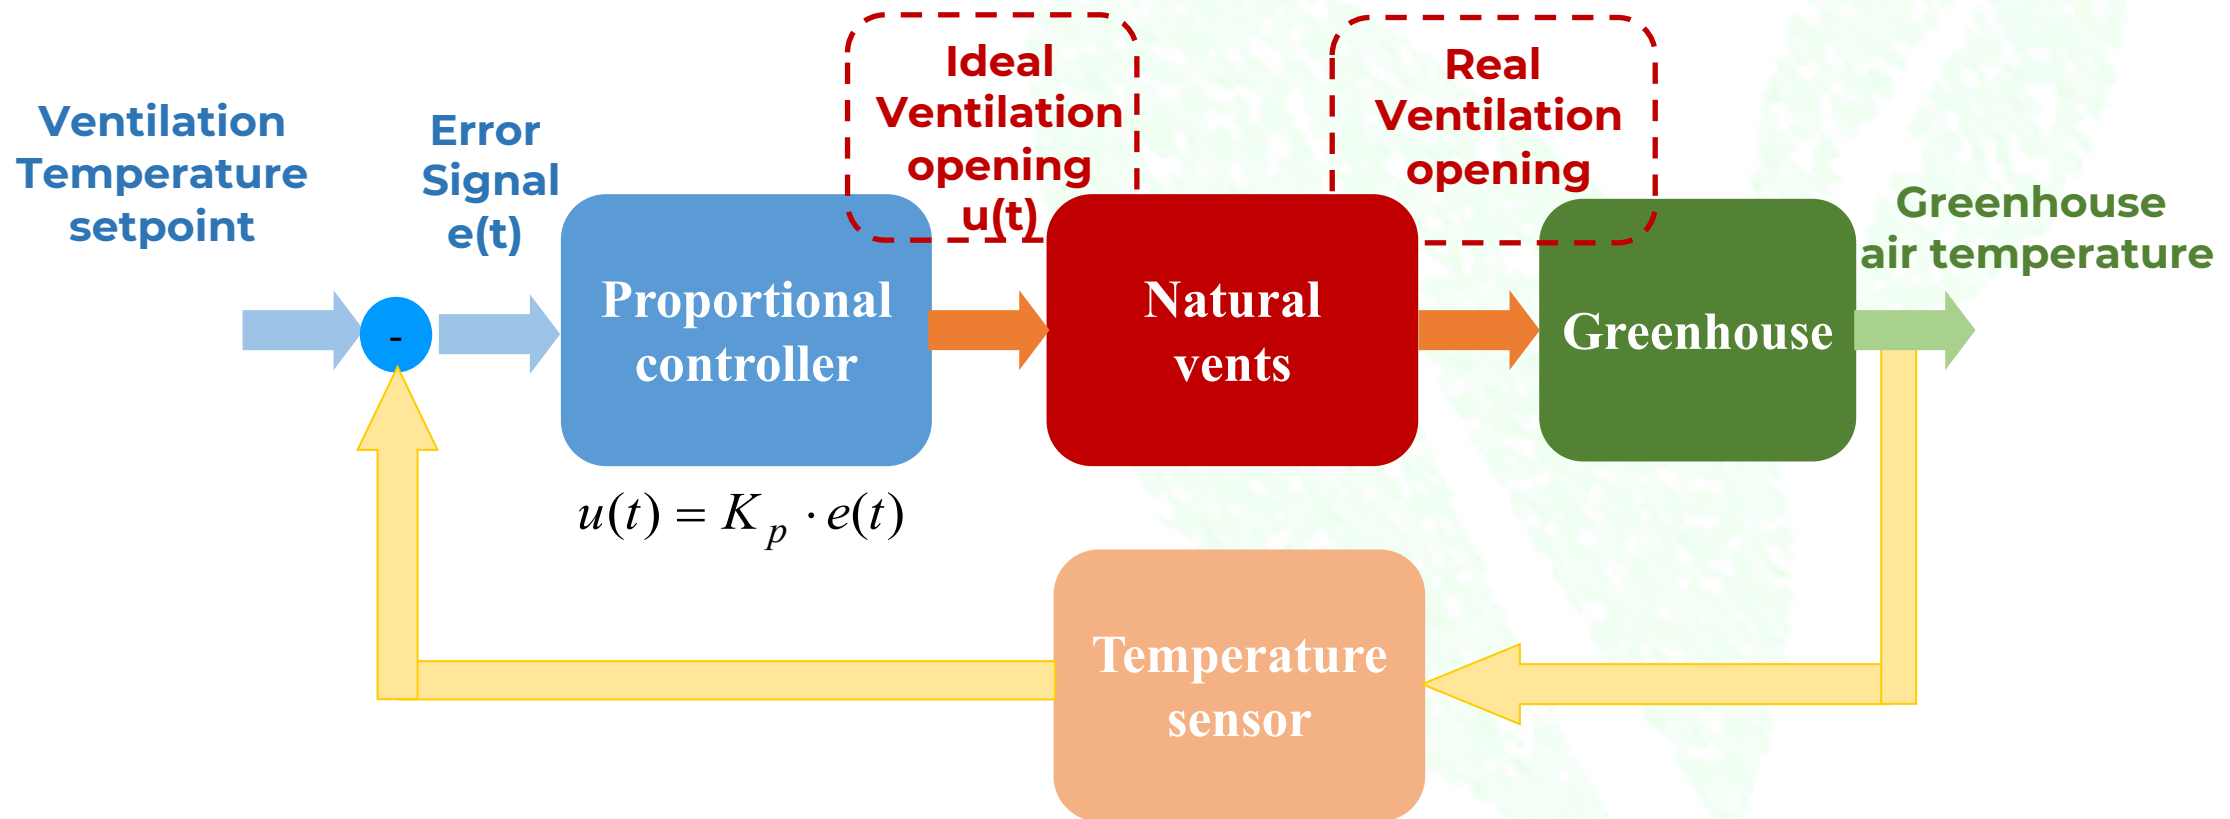 Ventilation
Temperature
setpoint
Error
Signal
e(t)
Ideal
Ventilation
opening
u(t)
Real
Ventilation
opening
Greenhouse
air temperature
-
Proportional
controller
Natural
vents
Greenhouse
u(t) = K_p · e(t)
Temperature
sensor